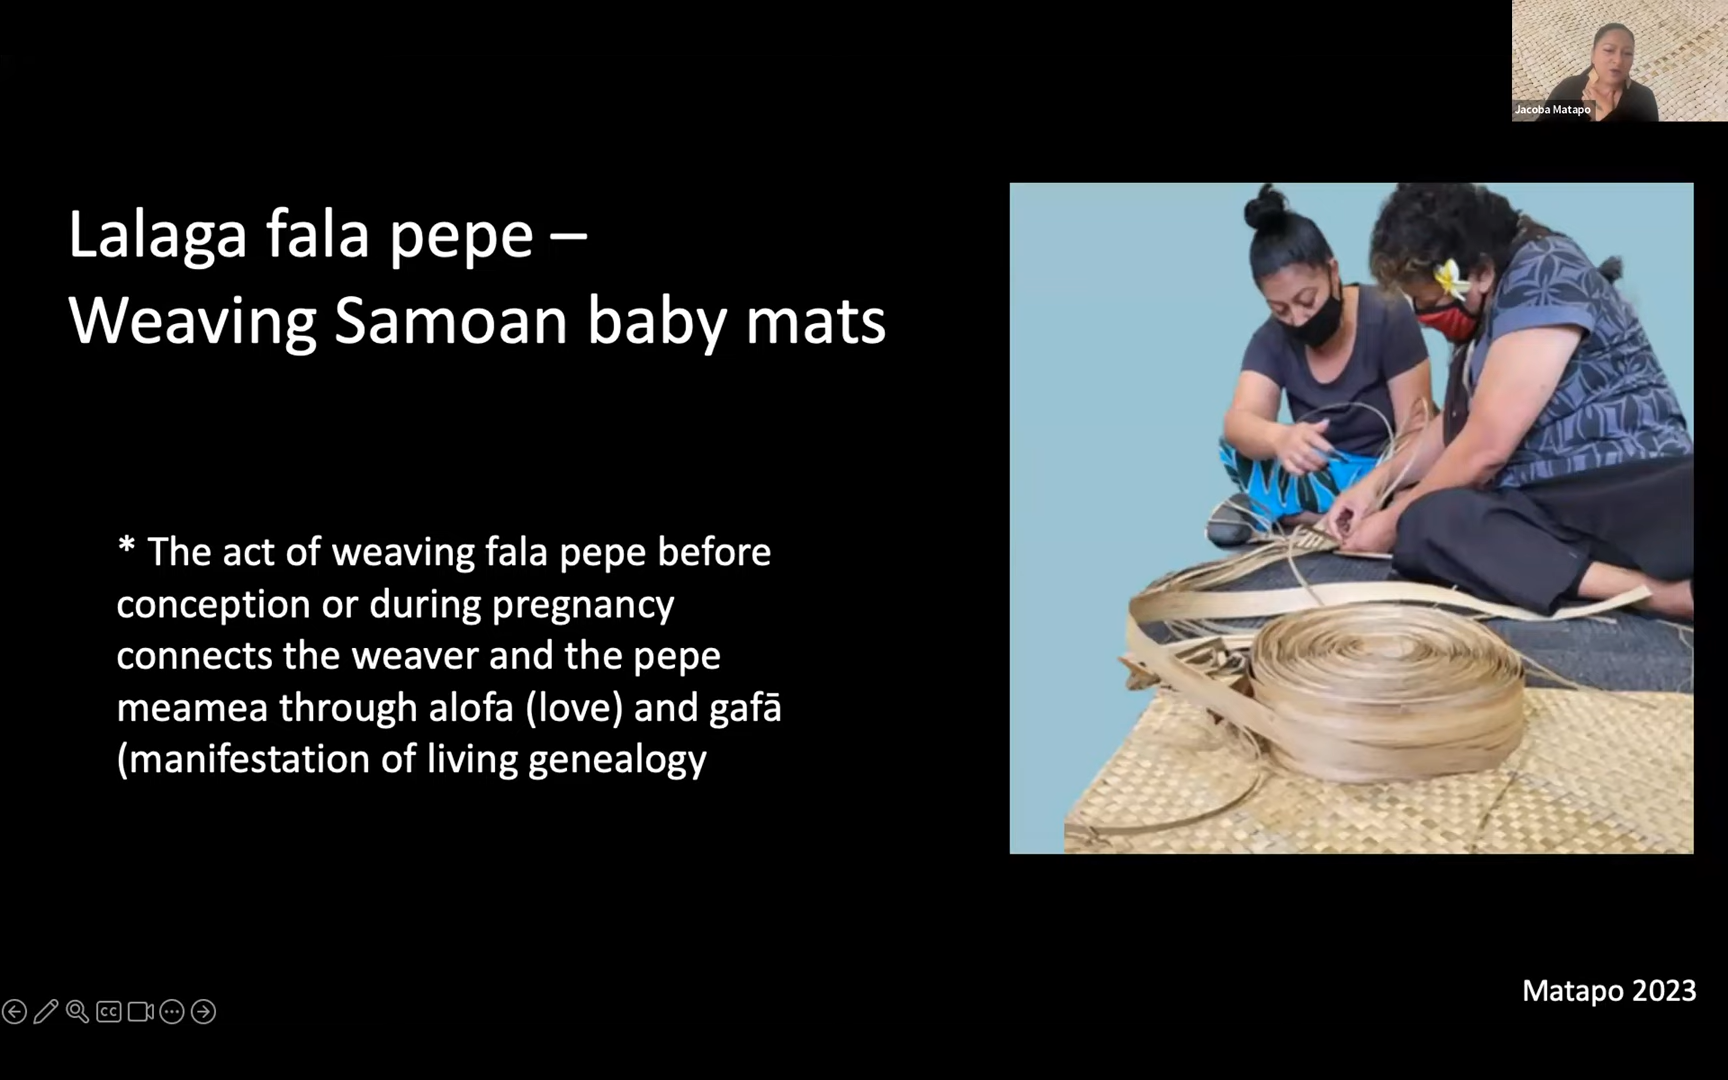 Jacoba Matapo
Lalaga fala pepe –
Weaving Samoan baby mats
* The act of weaving fala pepe before
conception or during pregnancy
connects the weaver and the pepe
meamea through alofa (love) and gafā
(manifestation of living genealogy
Matapo 2023
CC